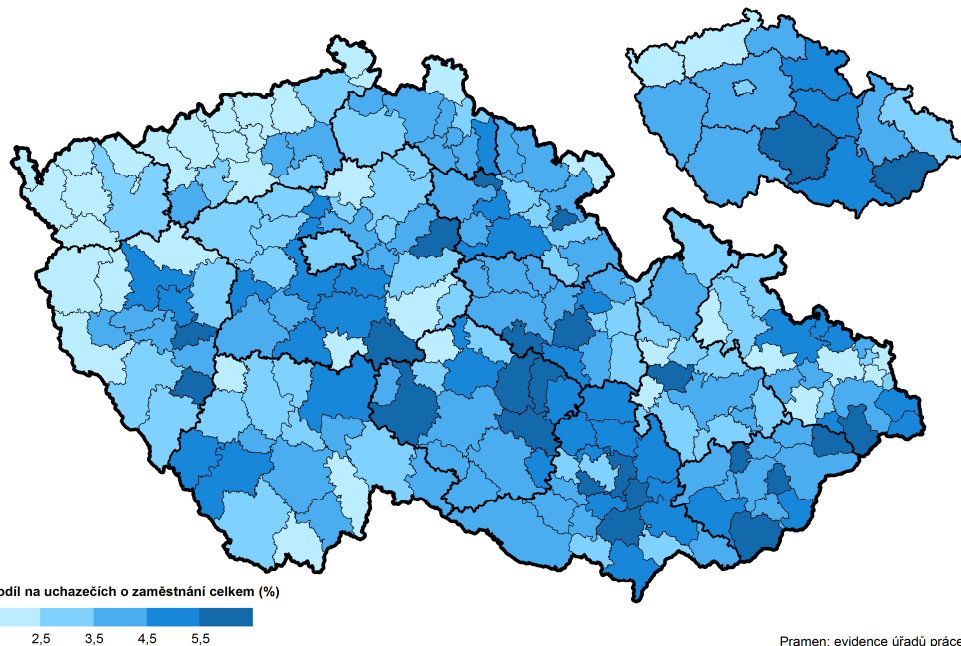 odíl na uchazečích o zaměstnání celkem (%)
2,5 3,5 4,5 5,5
Pramen: evidence úřadů práce